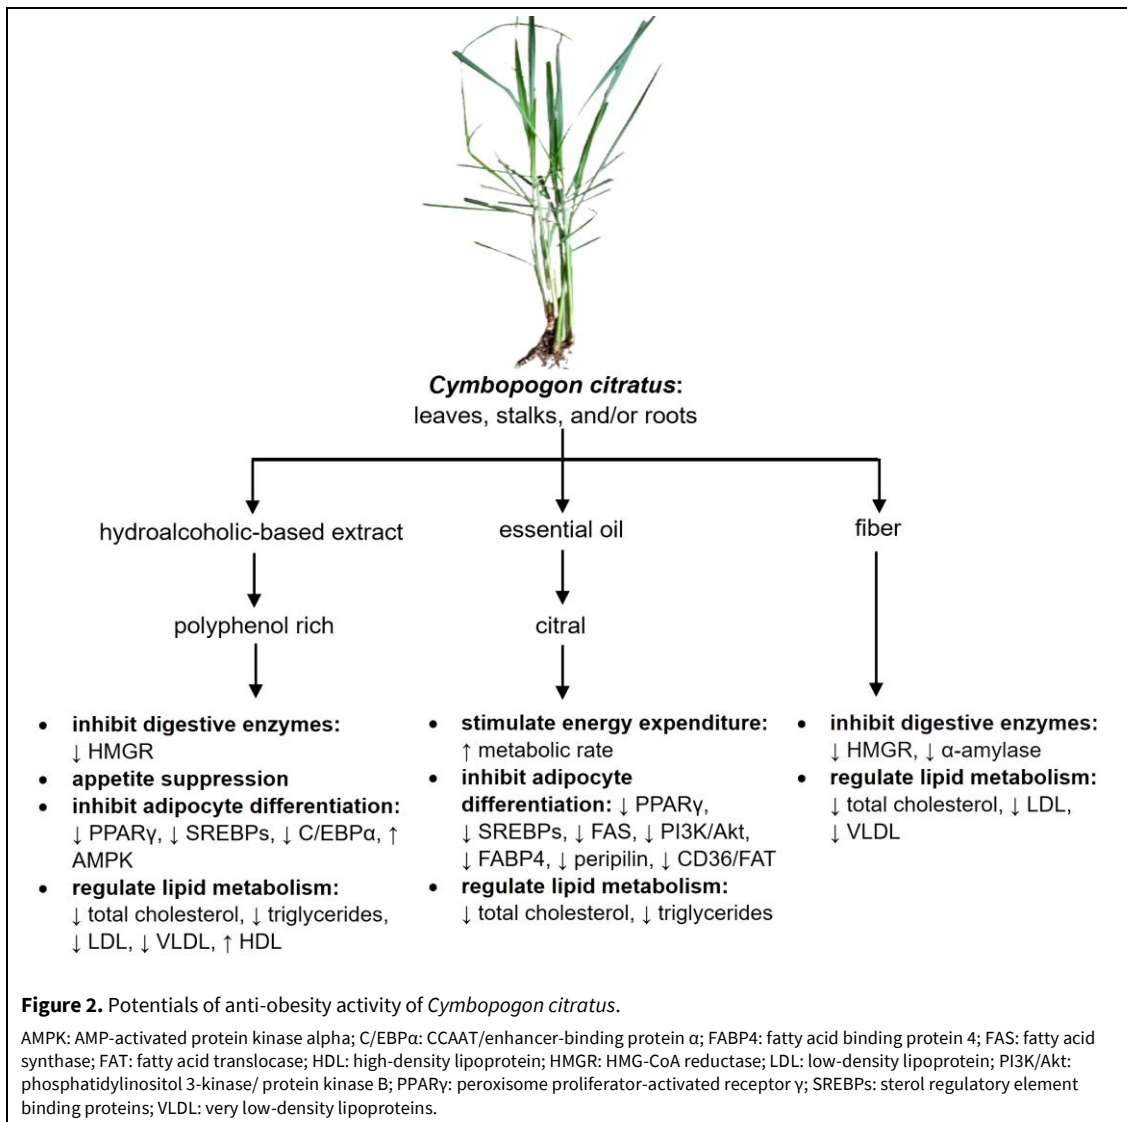 Cymbopogon citratus:
leaves, stalks, and/or roots
hydroalcoholic-based extract
essential oil
fiber
polyphenol rich
citral
• inhibit digestive enzymes:
↓ HMGR
• appetite suppression
• inhibit adipocyte differentiation:
↓ PPARγ, ↓ SREBPs, ↓ C/EBPα, ↑
AMPK
• regulate lipid metabolism:
↓ total cholesterol, ↓ triglycerides,
↓ LDL, ↓ VLDL, ↑ HDL
• stimulate energy expenditure:
↑ metabolic rate
• inhibit adipocyte
differentiation: ↓ PPARγ,
↓ SREBPs, ↓ FAS, ↓ PI3K/Akt,
↓ FABP4, ↓ peripilin, ↓ CD36/FAT
• regulate lipid metabolism:
↓ total cholesterol, ↓ triglycerides
• inhibit digestive enzymes:
↓ HMGR, ↓ α-amylase
• regulate lipid metabolism:
↓ total cholesterol, ↓ LDL,
↓ VLDL
Figure 2. Potentials of anti-obesity activity of Cymbopogon citratus.
AMPK: AMP-activated protein kinase alpha; C/EBPα: CCAAT/enhancer-binding protein α; FABP4: fatty acid binding protein 4; FAS: fatty acid
synthase; FAT: fatty acid translocase; HDL: high-density lipoprotein; HMGR: HMG-CoA reductase; LDL: low-density lipoprotein; PI3K/Akt:
phosphatidylinositol 3-kinase/ protein kinase B; PPARγ: peroxisome proliferator-activated receptor γ; SREBPs: sterol regulatory element
binding proteins; VLDL: very low-density lipoproteins.